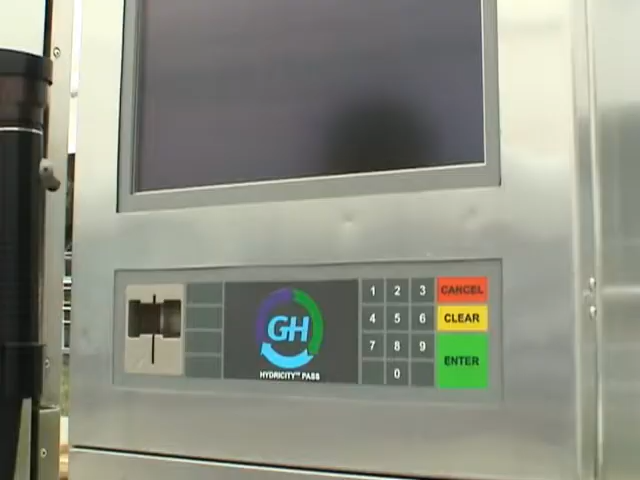 GH
HYDRICITY™ PASS
1 2 3 CANCEL
4 5 6 CLEAR
7 8 9 ENTER
0